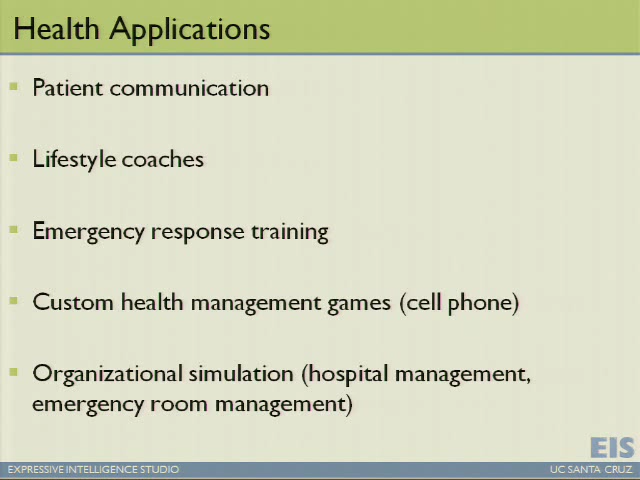 Health Applications
Patient communication
Lifestyle coaches
Emergency response training
Custom health management games (cell phone)
Organizational simulation (hospital management,
emergency room management)
EIS
EXPRESSIVE INTELLIGENCE STUDIO
UC SANTA CRUZ